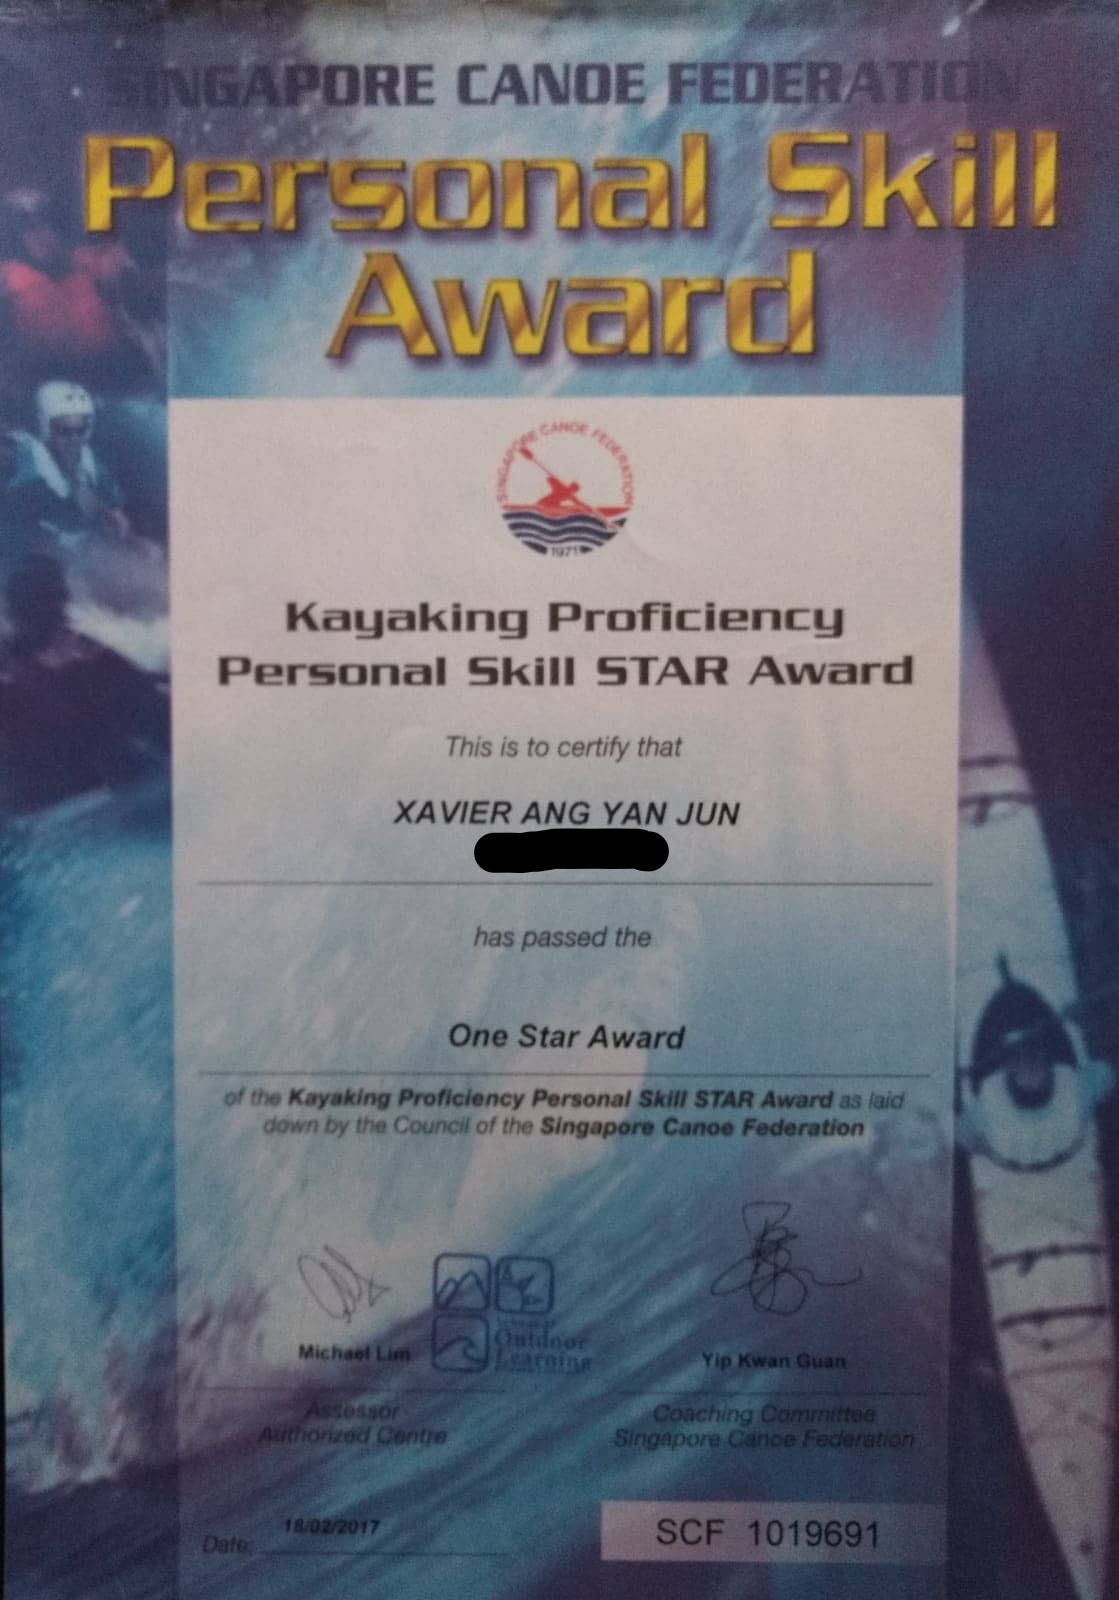 SINGAPORE CANOE FEDERATION
Personal Skill
Award
SINGAPORE CANOE FEDERATION
1971
Kayaking Proficiency
Personal Skill STAR Award
This is to certify that
XAVIER ANG YAN JUN
has passed the
One Star Award
of the Kayaking Proficiency Personal Skill STAR Award as laid
down by the Council of the Singapore Canoe Federation
Outdoor
Learning
Michael Lim
Yip Kwan Guan
Assessor
Authorized Centre
Coaching Committee
Singapore Canoe Federation
Date: 18/02/2017
SCF 1019691